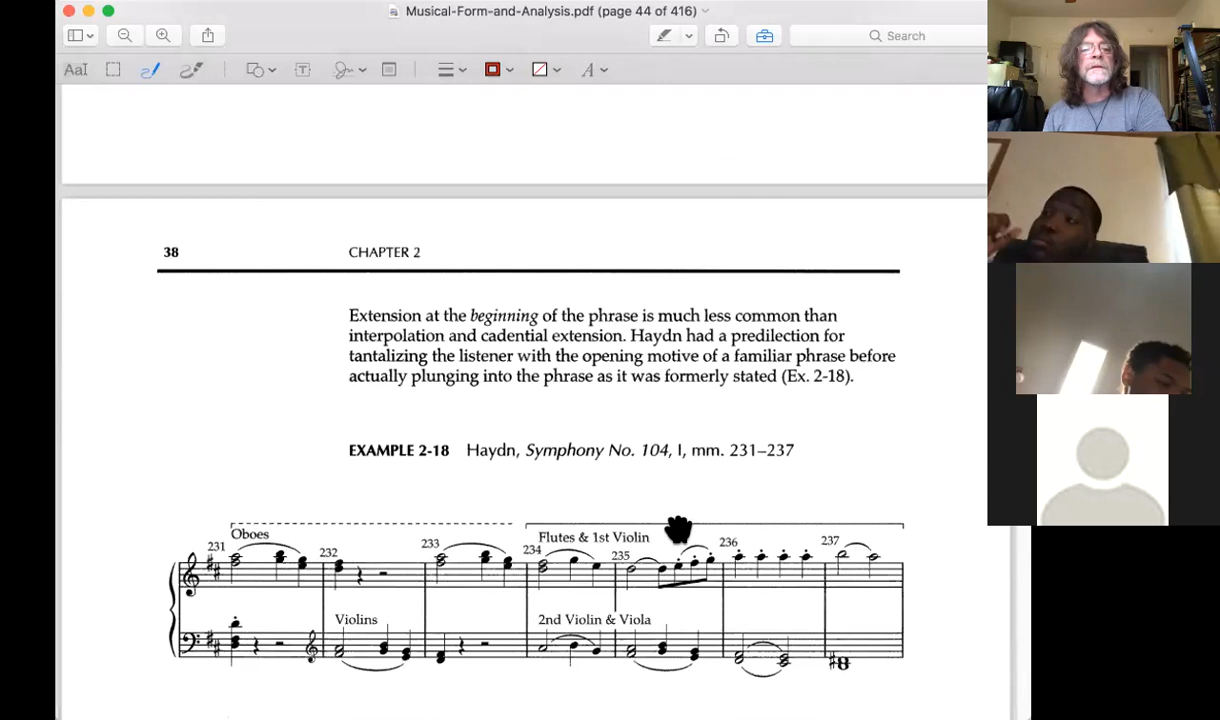 Musical-Form-and-Analysis.pdf (page 44 of 416)
Search
AaI
T
A
38 CHAPTER 2
Extension at the beginning of the phrase is much less common than
interpolation and cadential extension. Haydn had a predilection for
tantalizing the listener with the opening motive of a familiar phrase before
actually plunging into the phrase as it was formerly stated (Ex. 2-18).
EXAMPLE 2-18 Haydn, Symphony No. 104, I, mm. 231–237
Oboes
Flutes & 1st Violin
231 232 233 234 235 236 237
Violins
2nd Violin & Viola